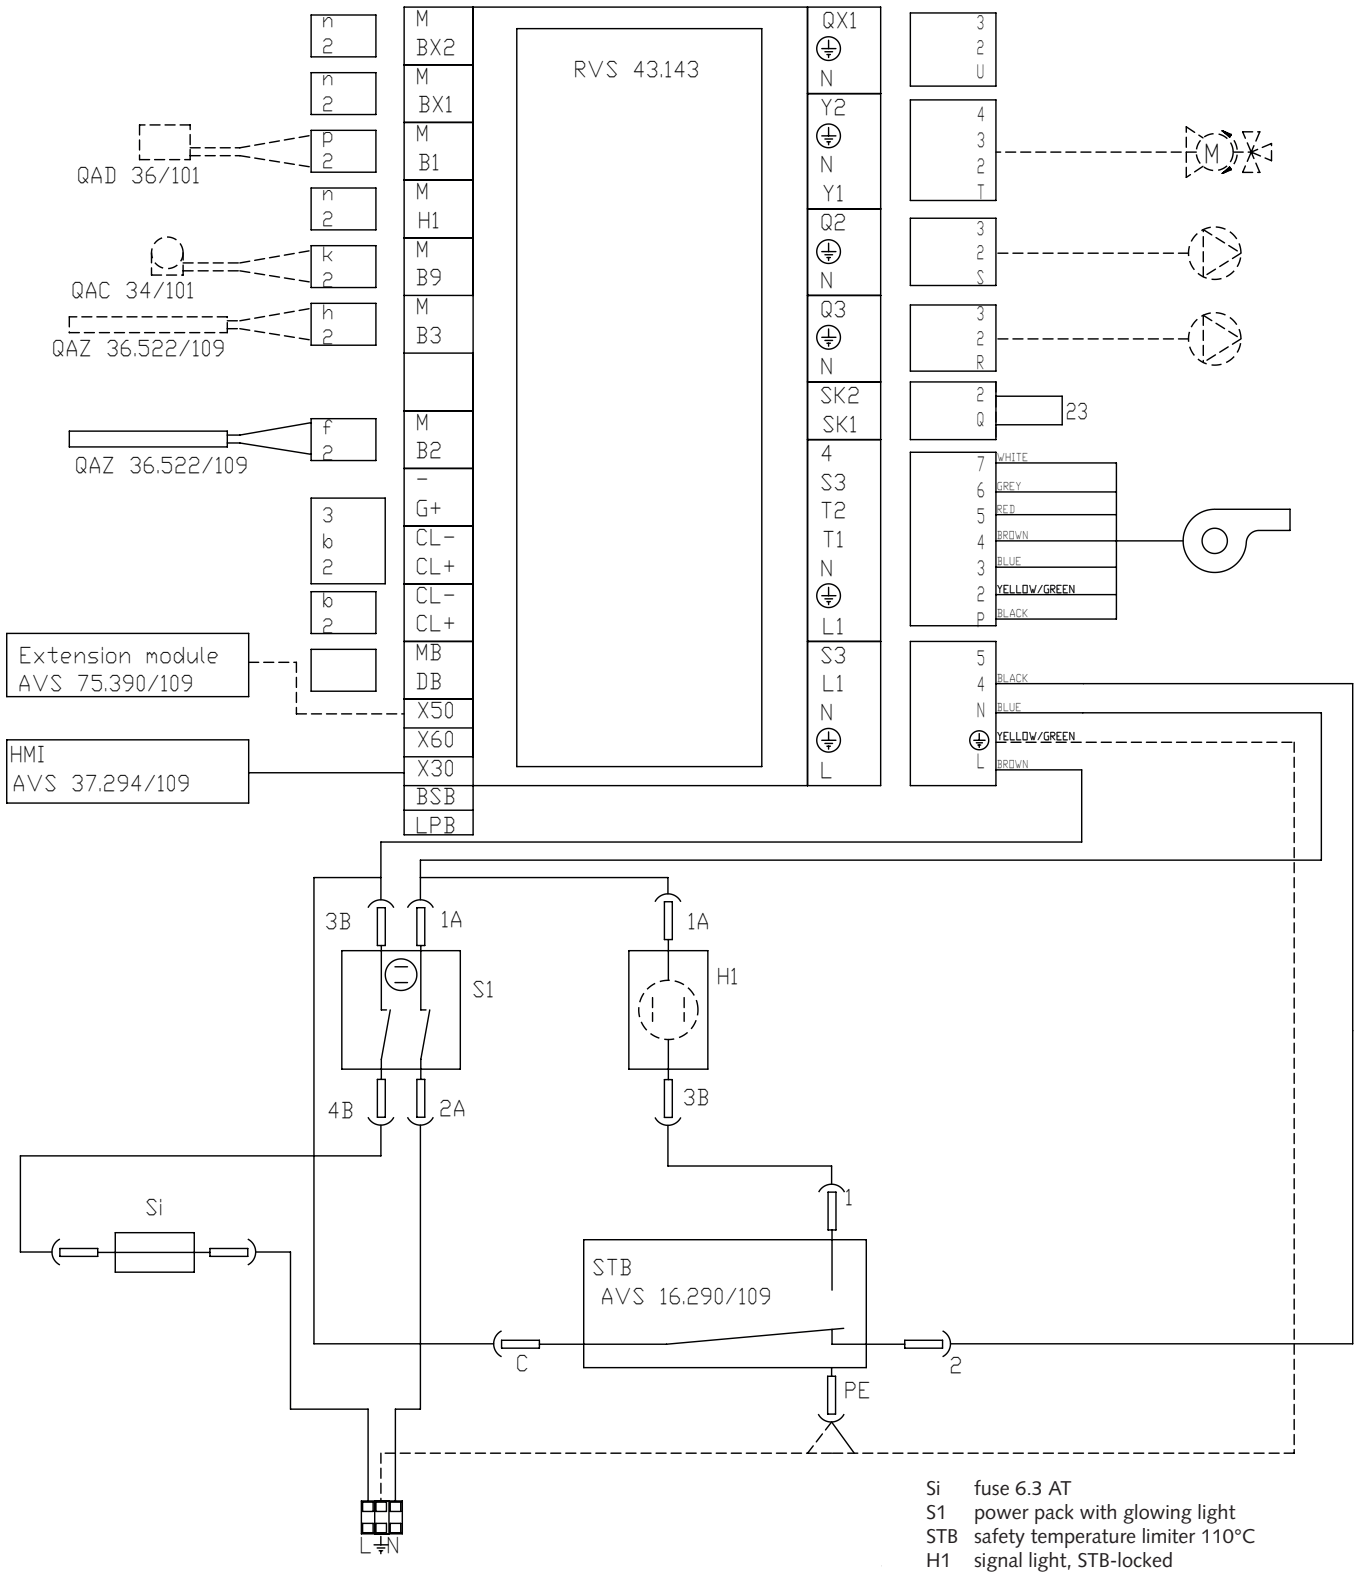 n
2
M
BX2
n
2
M
BX1
QAD 36/101
p
2
M
B1
n
2
M
H1
QAC 34/101
k
2
M
B9
QAZ 36.522/109
h
2
M
B3
QAZ 36.522/109
f
2
M
B2
-
G+
3
b
2
CL-
CL+
b
2
CL-
CL+
MB
DB
Extension module
AVS 75.390/109
X50
X60
HMI
AVS 37.294/109
X30
BSB
LPB
RVS 43.143
QX1
N
3
2
U
Y2
N
Y1
4
3
2
T
M
Q2
N
3
2
S
Q3
N
3
2
R
SK2
SK1
2
Q
23
4
S3
T2
T1
N
L1
7 WHITE
6 GREY
5 RED
4 BROWN
3 BLUE
2 YELLOW/GREEN
P BLACK
S3
L1
N
L
5
4 BLACK
N BLUE
YELLOW/GREEN
L BROWN
3B
1A
S1
4B
2A
1A
H1
3B
Si
1
STB
AVS 16.290/109
C
2
PE
L N
Si fuse 6.3 AT
S1 power pack with glowing light
STB safety temperature limiter 110°C
H1 signal light, STB-locked